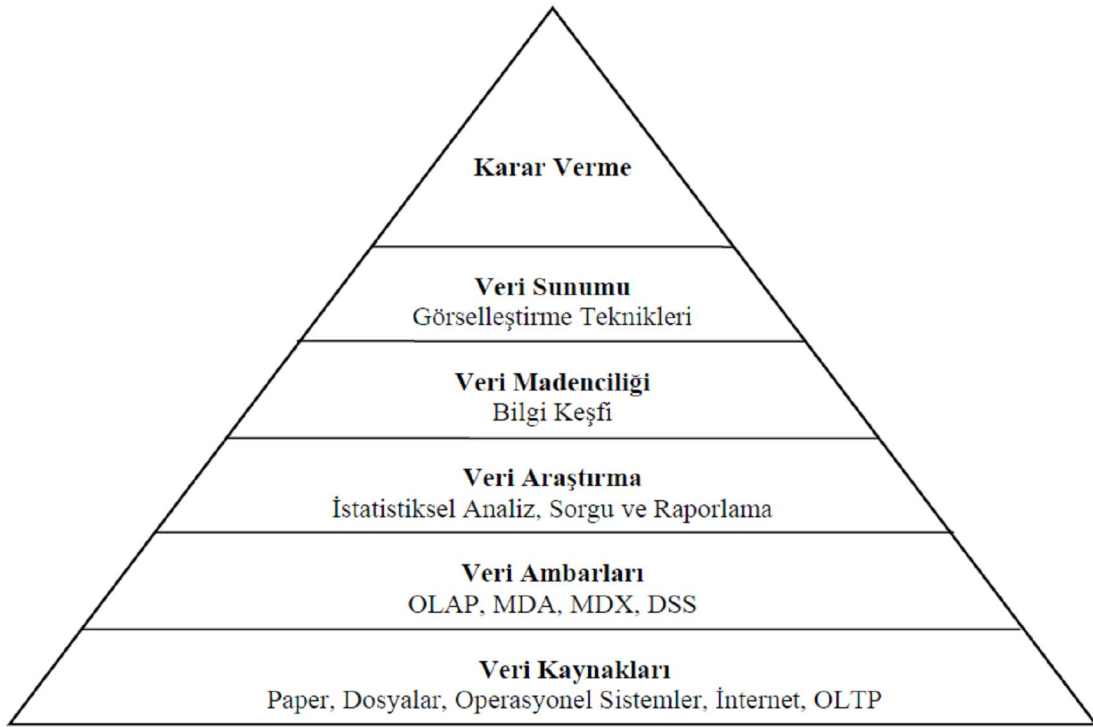 Karar Verme
Veri Sunumu
Görselleştirme Teknikleri
Veri Madenciliği
Bilgi Keşfi
Veri Araştırma
İstatistiksel Analiz, Sorgu ve Raporlama
Veri Ambarları
OLAP, MDA, MDX, DSS
Veri Kaynakları
Paper, Dosyalar, Operasyonel Sistemler, İnternet, OLTP